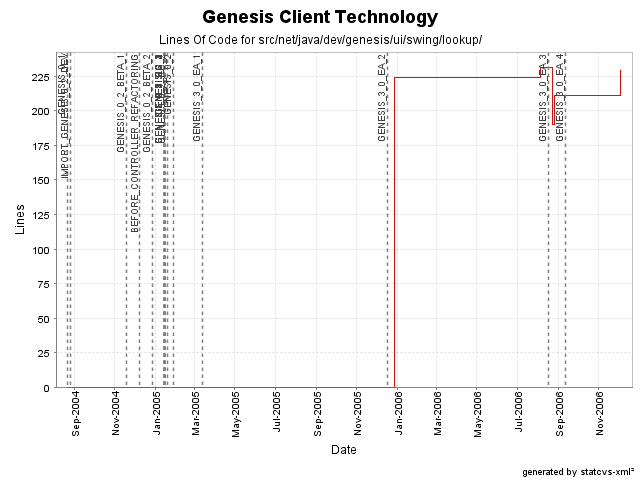 Genesis Client Technology
Lines Of Code for src/net/java/dev/genesis/ui/swing/lookup/
Lines
225
200
175
150
125
100
75
50
25
0
GENESIS_0_2_BETA_1
BEFORE_CONTROLLER_REFACTORING
GENESIS_0_2_BETA_2
GENESIS_3_0_EA_1
GENESIS_3_0_EA_2
GENESIS_3_0_EA_3
GENESIS_3_0_EA_4
Sep-2004
Nov-2004
Jan-2005
Mar-2005
May-2005
Jul-2005
Sep-2005
Nov-2005
Jan-2006
Mar-2006
May-2006
Jul-2006
Sep-2006
Nov-2006
Date
generated by statcvs-xml²